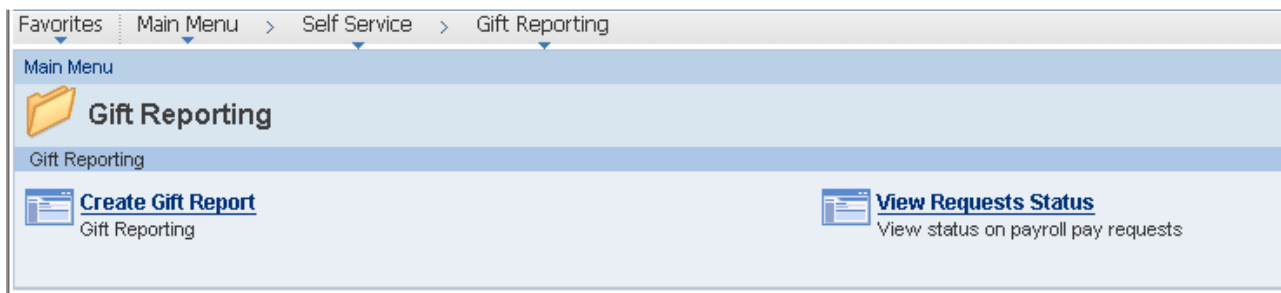 Favorites Main Menu > Self Service > Gift Reporting
Main Menu
Gift Reporting
Gift Reporting
Create Gift Report
Gift Reporting
View Requests Status
View status on payroll pay requests